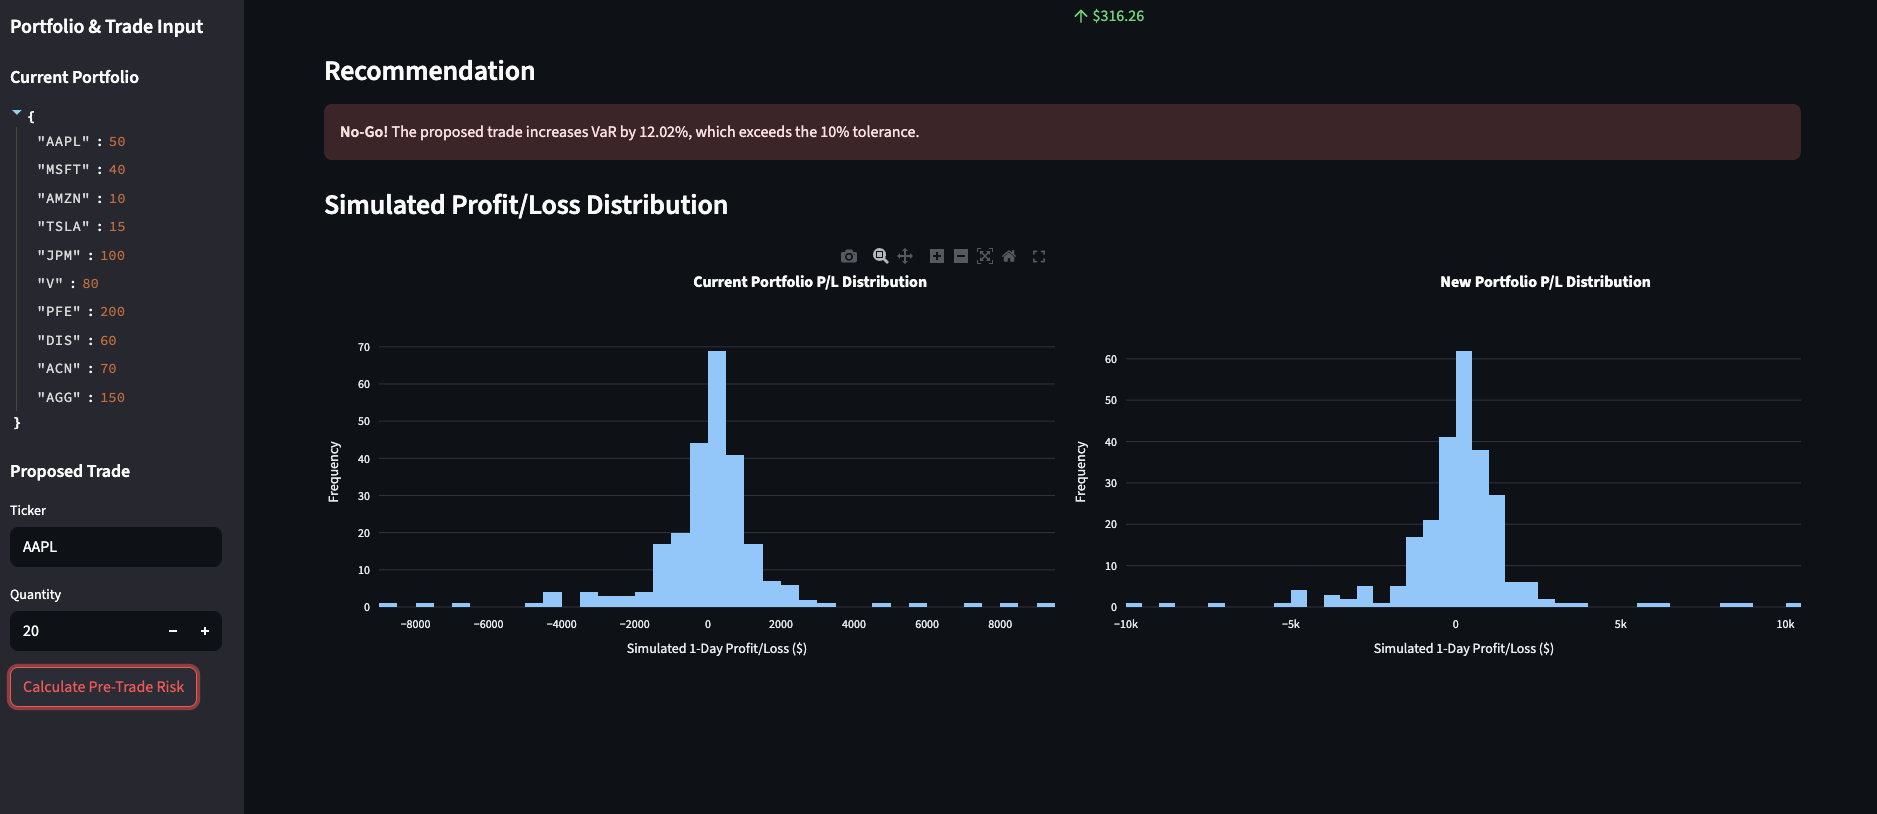 Portfolio & Trade Input
Current Portfolio
{
"AAPL" : 50
"MSFT" : 40
"AMZN" : 10
"TSLA" : 15
"JPM" : 100
"V" : 80
"PFE" : 200
"DIS" : 60
"ACN" : 70
"AGG" : 150
}
Proposed Trade
Ticker
AAPL
Quantity
20
Calculate Pre-Trade Risk
↑ $316.26
Recommendation
No-Go! The proposed trade increases VaR by 12.02%, which exceeds the 10% tolerance.
Simulated Profit/Loss Distribution
Current Portfolio P/L Distribution
70
60
50
40
30
20
10
0
Frequency
−8000 −6000 −4000 −2000 0 2000 4000 6000 8000
Simulated 1-Day Profit/Loss ($)
New Portfolio P/L Distribution
60
50
40
30
20
10
0
Frequency
−10k −5k 0 5k 10k
Simulated 1-Day Profit/Loss ($)